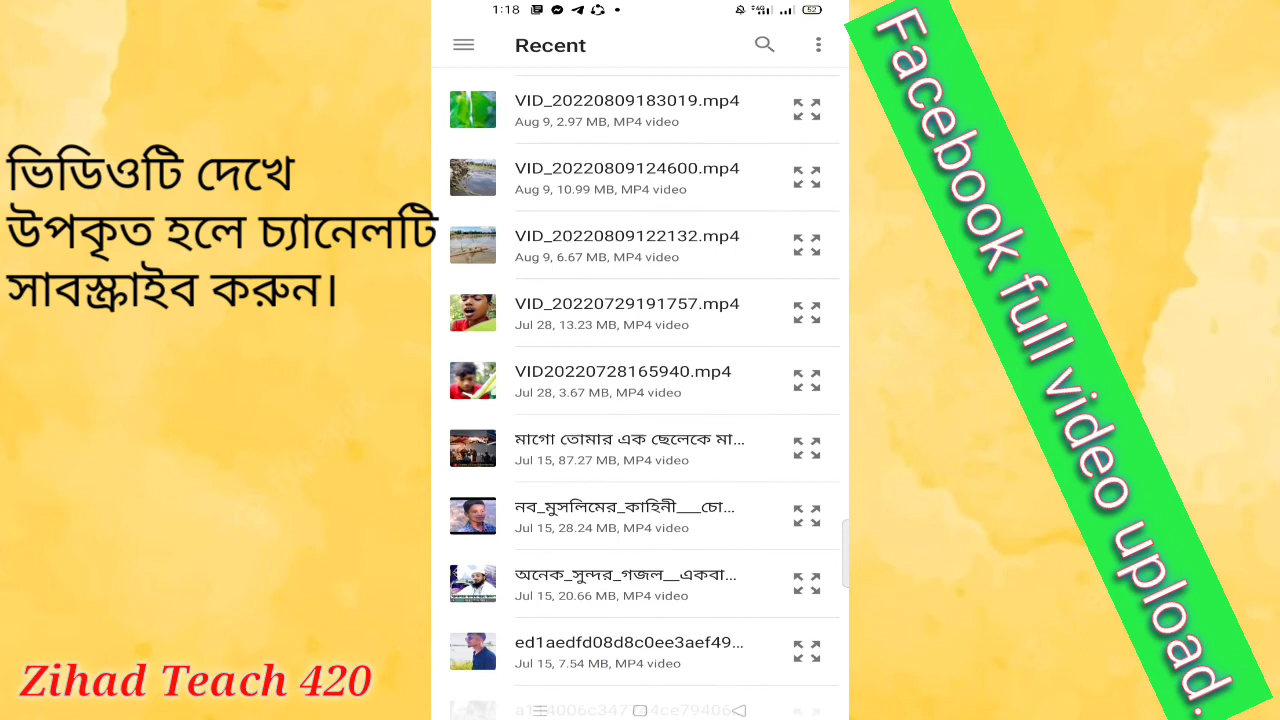 1:18
52
Recent
ভিডিওটি দেখে
উপকৃত হলে চ্যানেলটি
সাবস্ক্রাইব করুন।
Zihad Teach 420
VID_20220809183019.mp4
Aug 9, 2.97 MB, MP4 video
VID_20220809124600.mp4
Aug 9, 10.99 MB, MP4 video
VID_20220809122132.mp4
Aug 9, 6.67 MB, MP4 video
VID_20220729191757.mp4
Jul 28, 13.23 MB, MP4 video
VID20220728165940.mp4
Jul 28, 3.67 MB, MP4 video
মাগো তোমার এক ছেলেকে মা...
Jul 15, 87.27 MB, MP4 video
নব_মুসলিমের_কাহিনী___চো...
Jul 15, 28.24 MB, MP4 video
অনেক_সুন্দর_গজল__একবা...
Jul 15, 20.66 MB, MP4 video
ed1aedfd08d8c0ee3aef49...
Jul 15, 7.54 MB, MP4 video
Facebook full video upload.